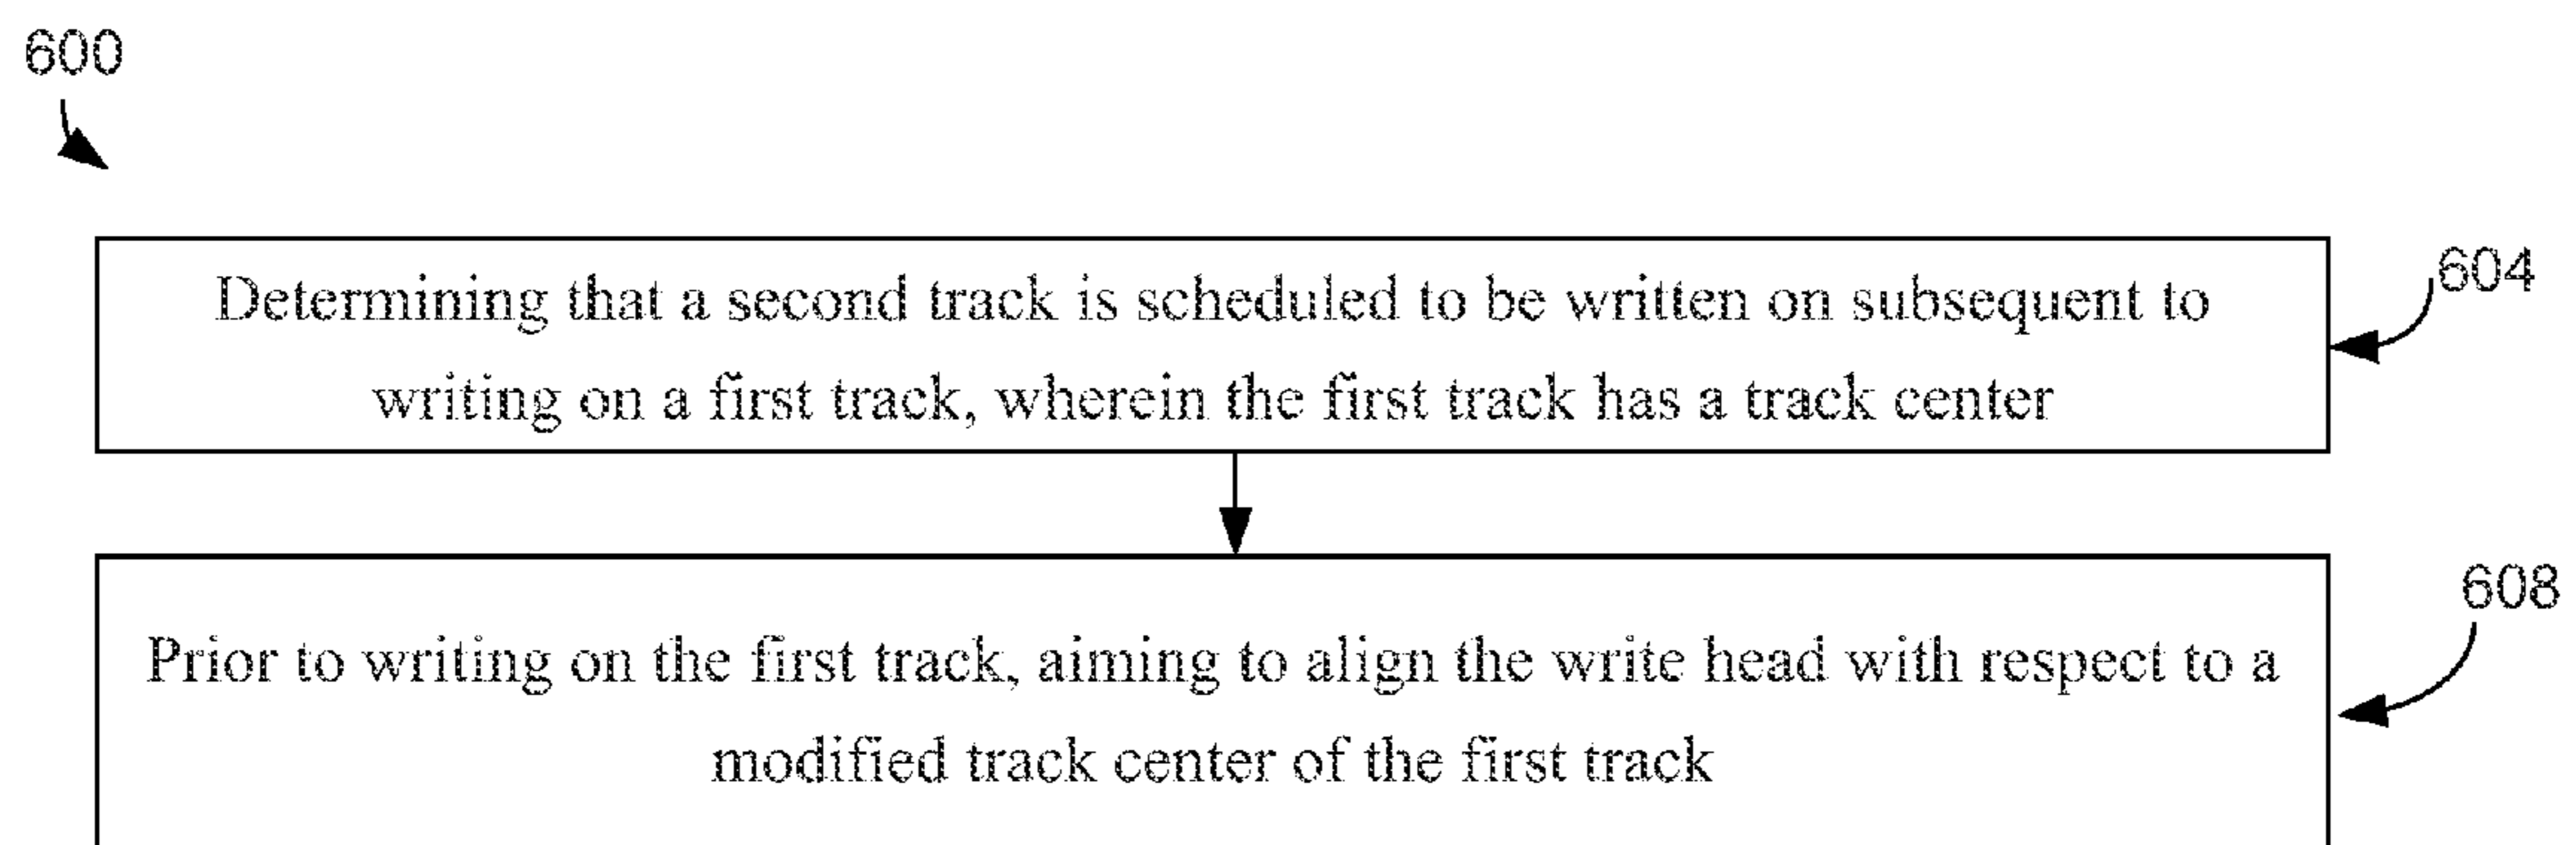 600
Determining that a second track is scheduled to be written on subsequent to
604
writing on a first track, wherein the first track has a track center
608
Prior to writing on the first track, aiming to align the write head with respect to a
modified track center of the first track